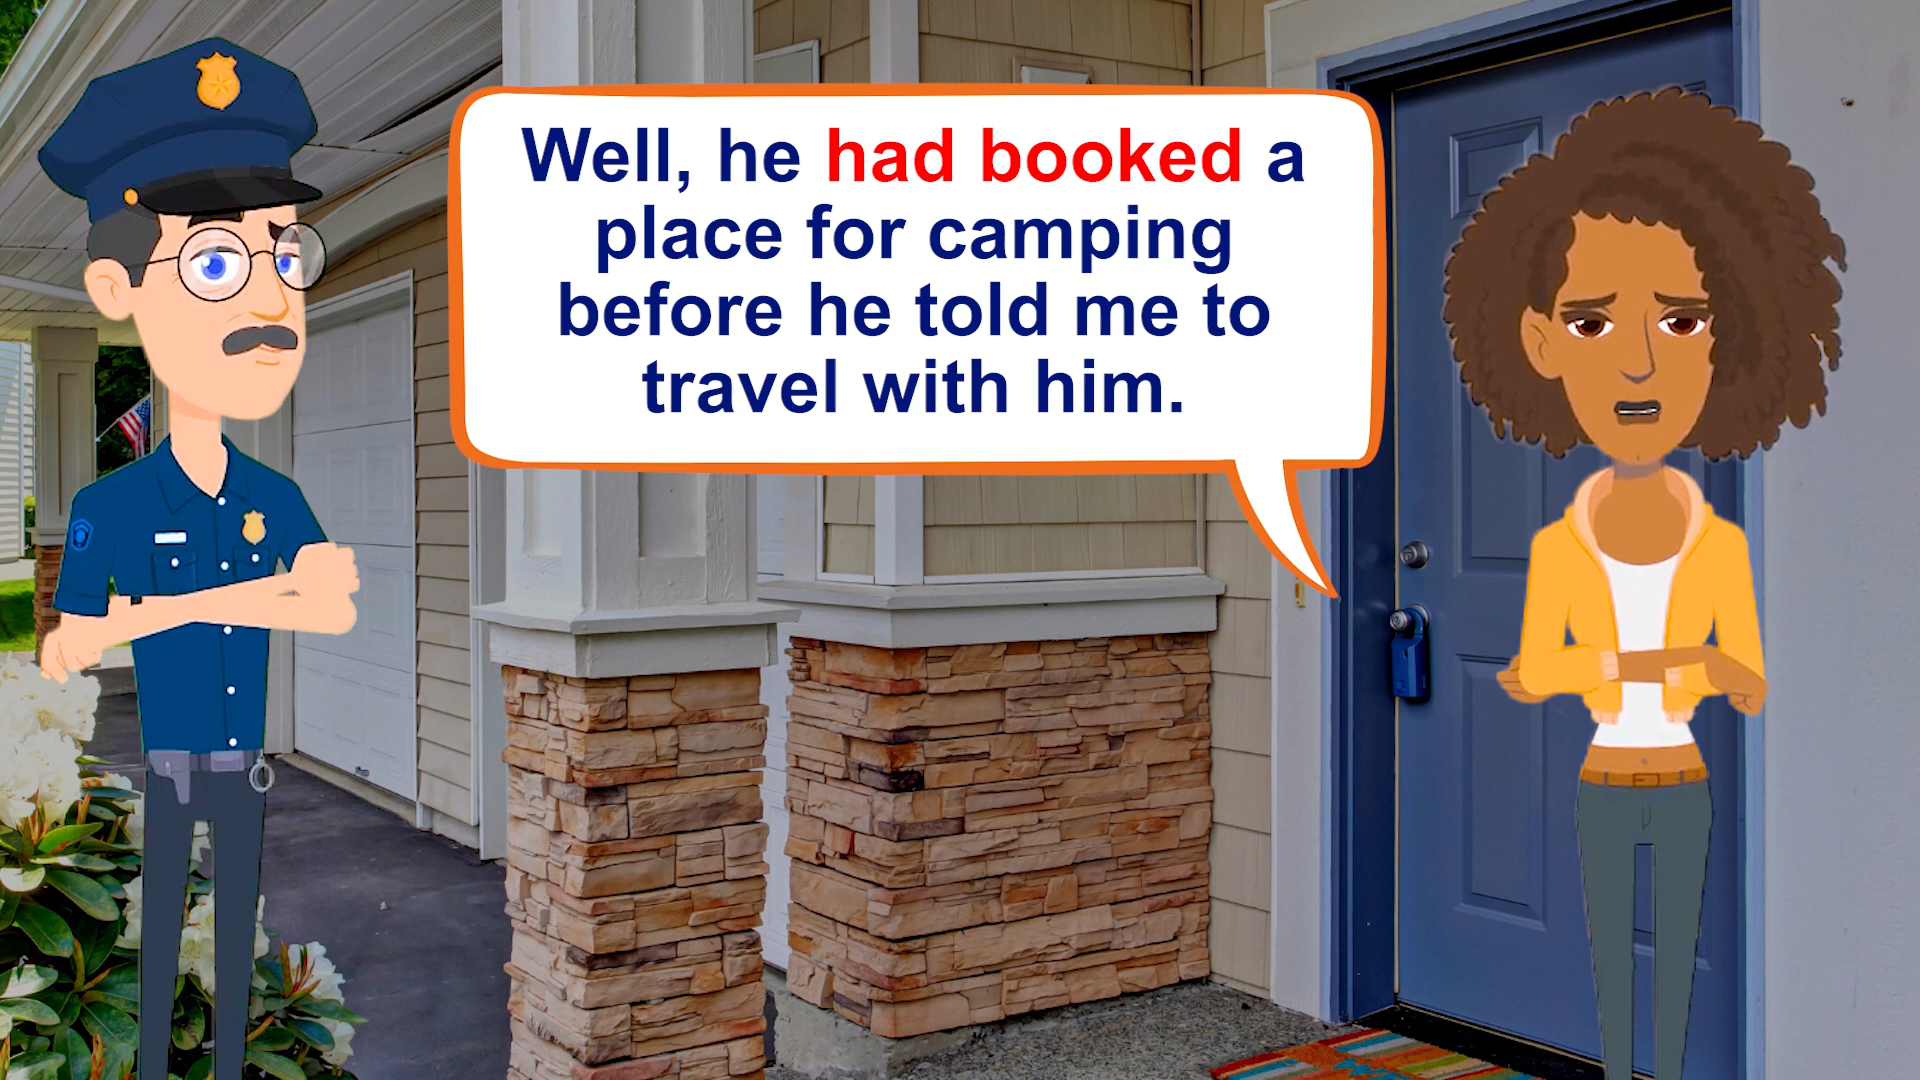 Well, he had booked a
place for camping
before he told me to
travel with him.